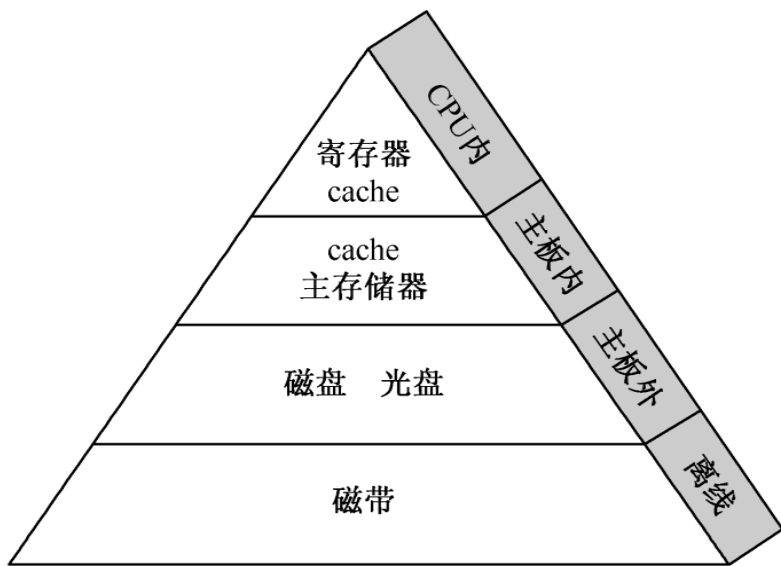 CPU内
寄存器
cache
主板内
cache
主存储器
主板外
磁盘 光盘
离线
磁带